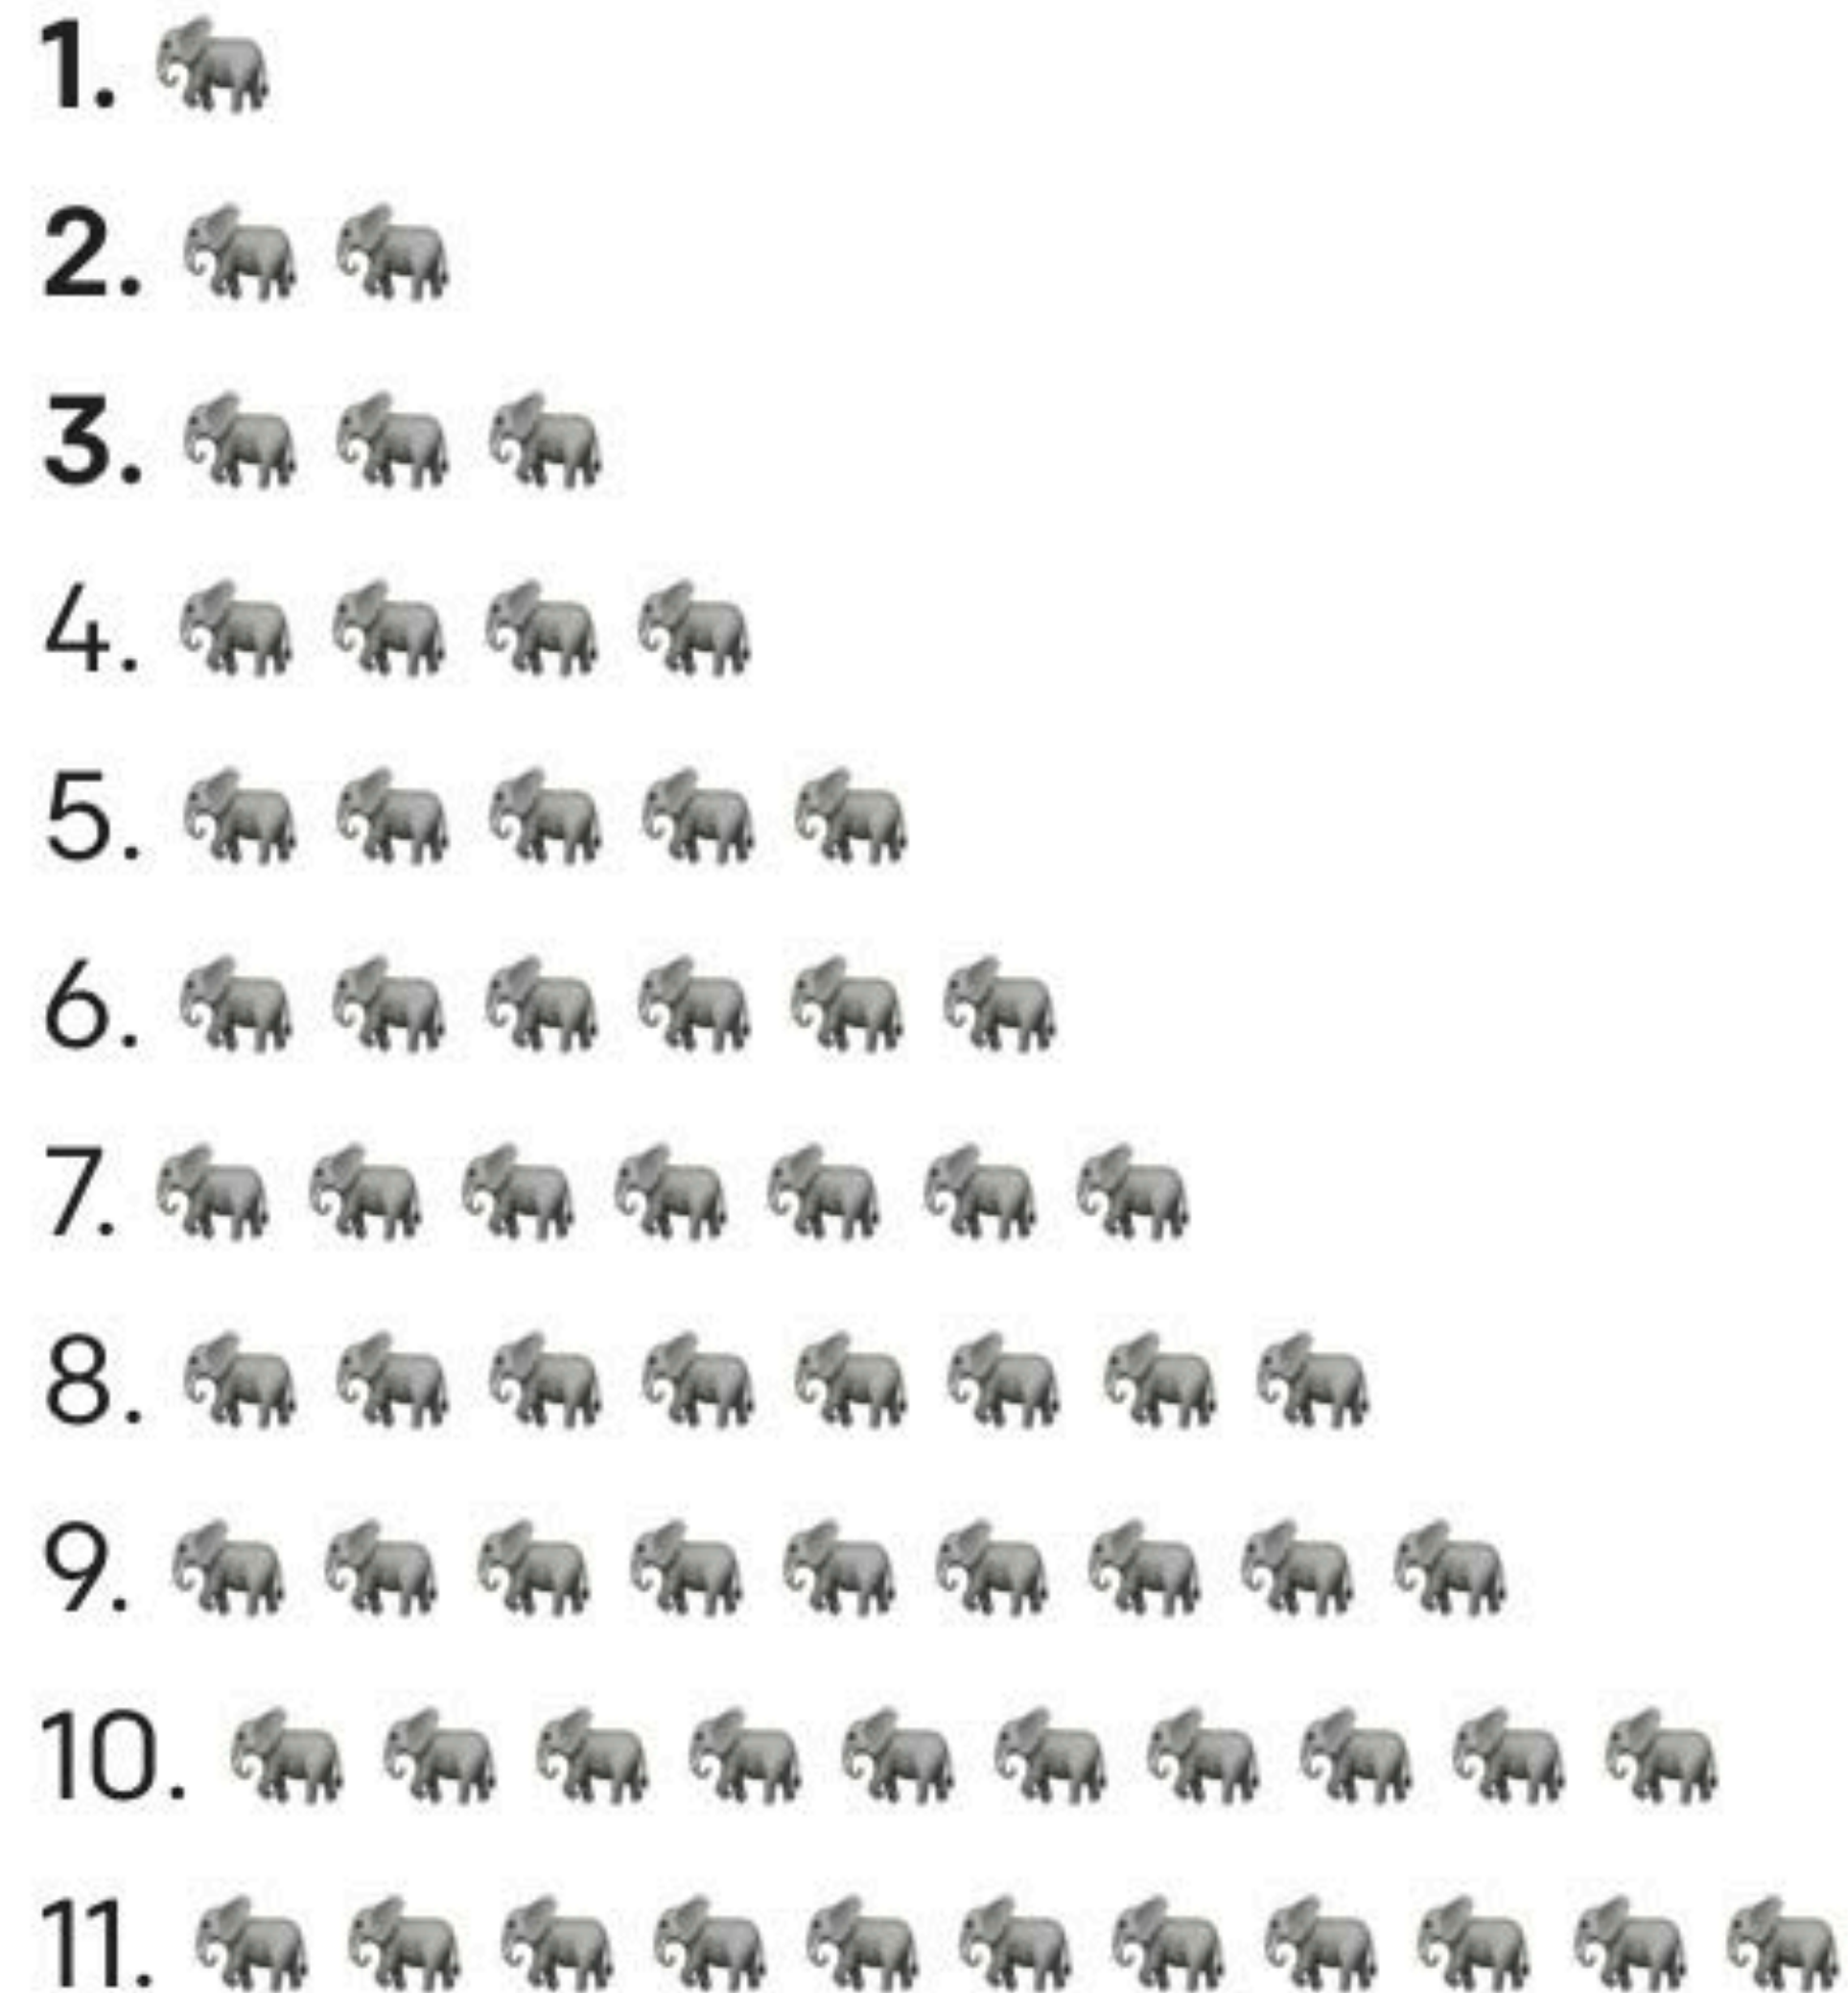 1. 🐘
2. 🐘 🐘
3. 🐘 🐘 🐘
4. 🐘 🐘 🐘 🐘
5. 🐘 🐘 🐘 🐘 🐘
6. 🐘 🐘 🐘 🐘 🐘 🐘
7. 🐘 🐘 🐘 🐘 🐘 🐘 🐘
8. 🐘 🐘 🐘 🐘 🐘 🐘 🐘 🐘
9. 🐘 🐘 🐘 🐘 🐘 🐘 🐘 🐘 🐘
10. 🐘 🐘 🐘 🐘 🐘 🐘 🐘 🐘 🐘 🐘
11. 🐘 🐘 🐘 🐘 🐘 🐘 🐘 🐘 🐘 🐘 🐘